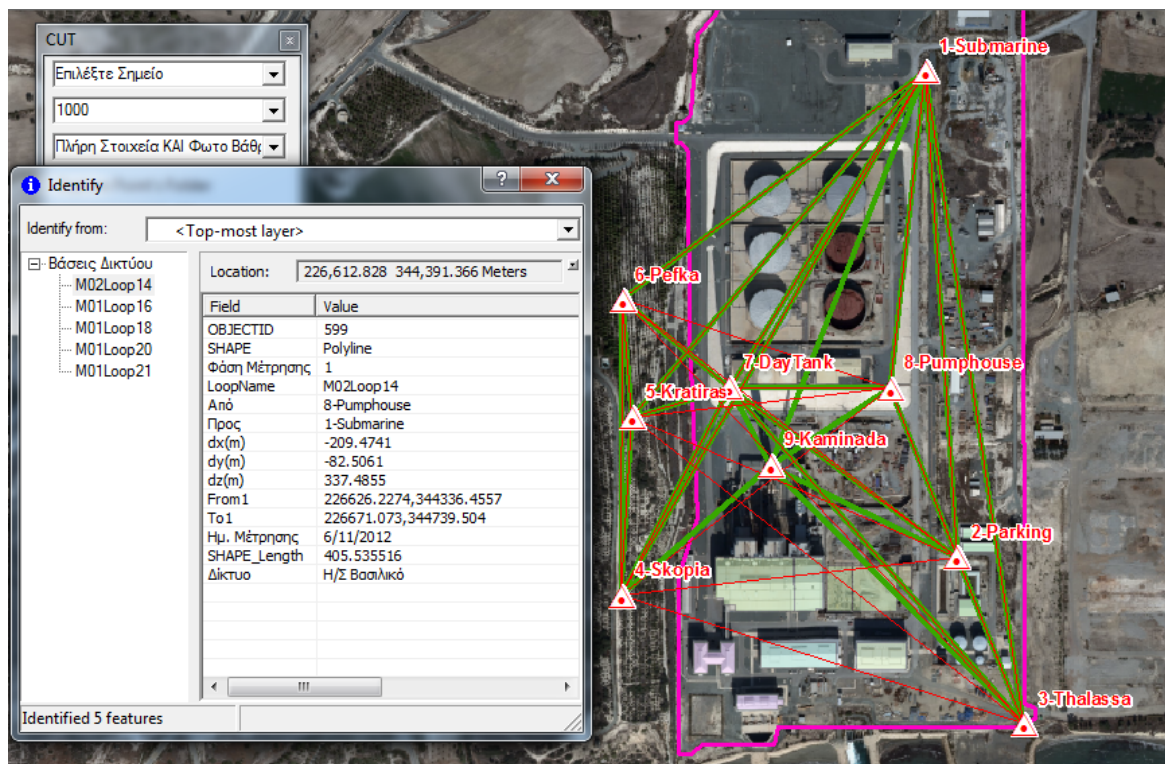 CUT
Επιλέξτε Σημείο
1000
Πλήρη Στοιχεία ΚΑΙ Φωτο Βάθρ
Identify
Identify from:
<Top-most layer>
Βάσεις Δικτύου
M02Loop14
M01Loop16
M01Loop18
M01Loop20
M01Loop21
Location:
226,612.828 344,391.366 Meters
Field Value
OBJECTID 599
SHAPE Polyline
Φάση Μέτρησης 1
LoopName M02Loop14
Από 8-Pumphouse
Προς 1-Submarine
dx(m) -209.4741
dy(m) -82.5061
dz(m) 337.4855
From1 226626.2274,344336.4557
To1 226671.073,344739.504
Ημ. Μέτρησης 6/11/2012
SHAPE_Length 405.535516
Δίκτυο Η/Σ Βασιλικό
Identified 5 features
1-Submarine
6-Pefka
7-DayTank
8-Pumphouse
5-Kratiras
9-Kaminada
2-Parking
4-Skopia
3-Thalassa